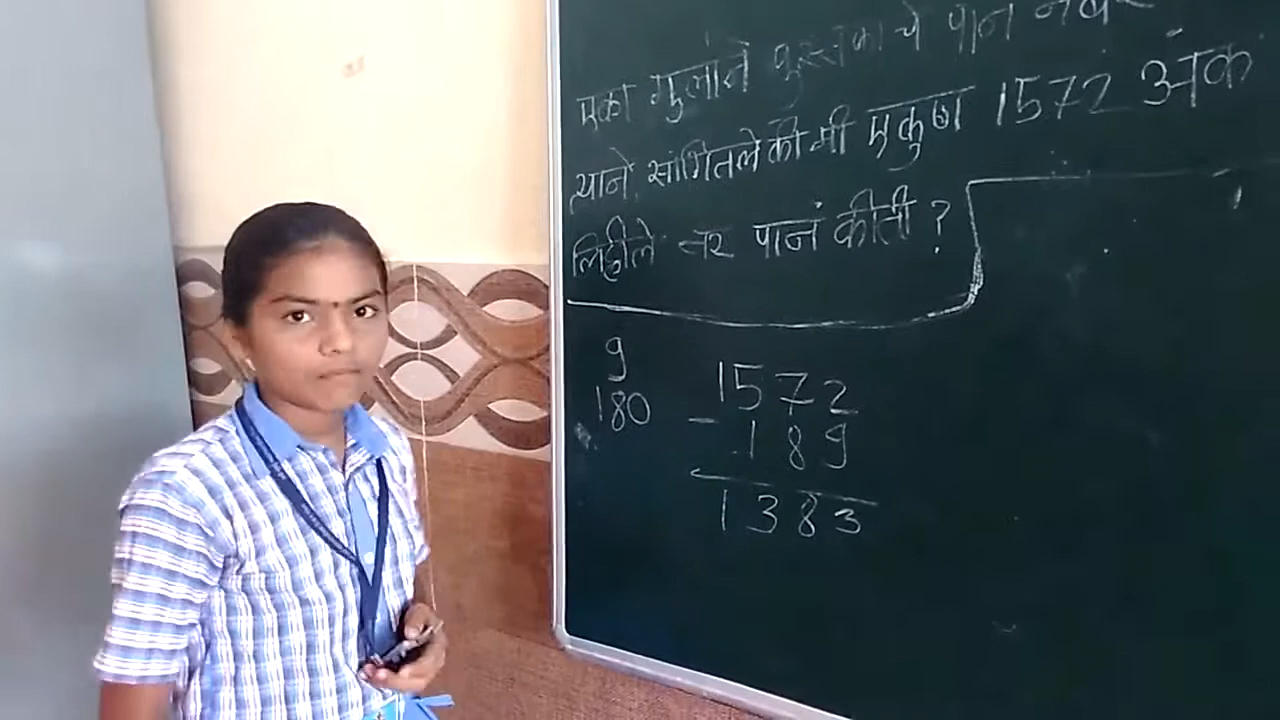 एका मुलाने पुस्तकाचे पान नंबर
त्याने सांगितले की मी एकुण 1572 अंक
लिहीले तर पानं कीती ?
9
180
1572
- 189
1383